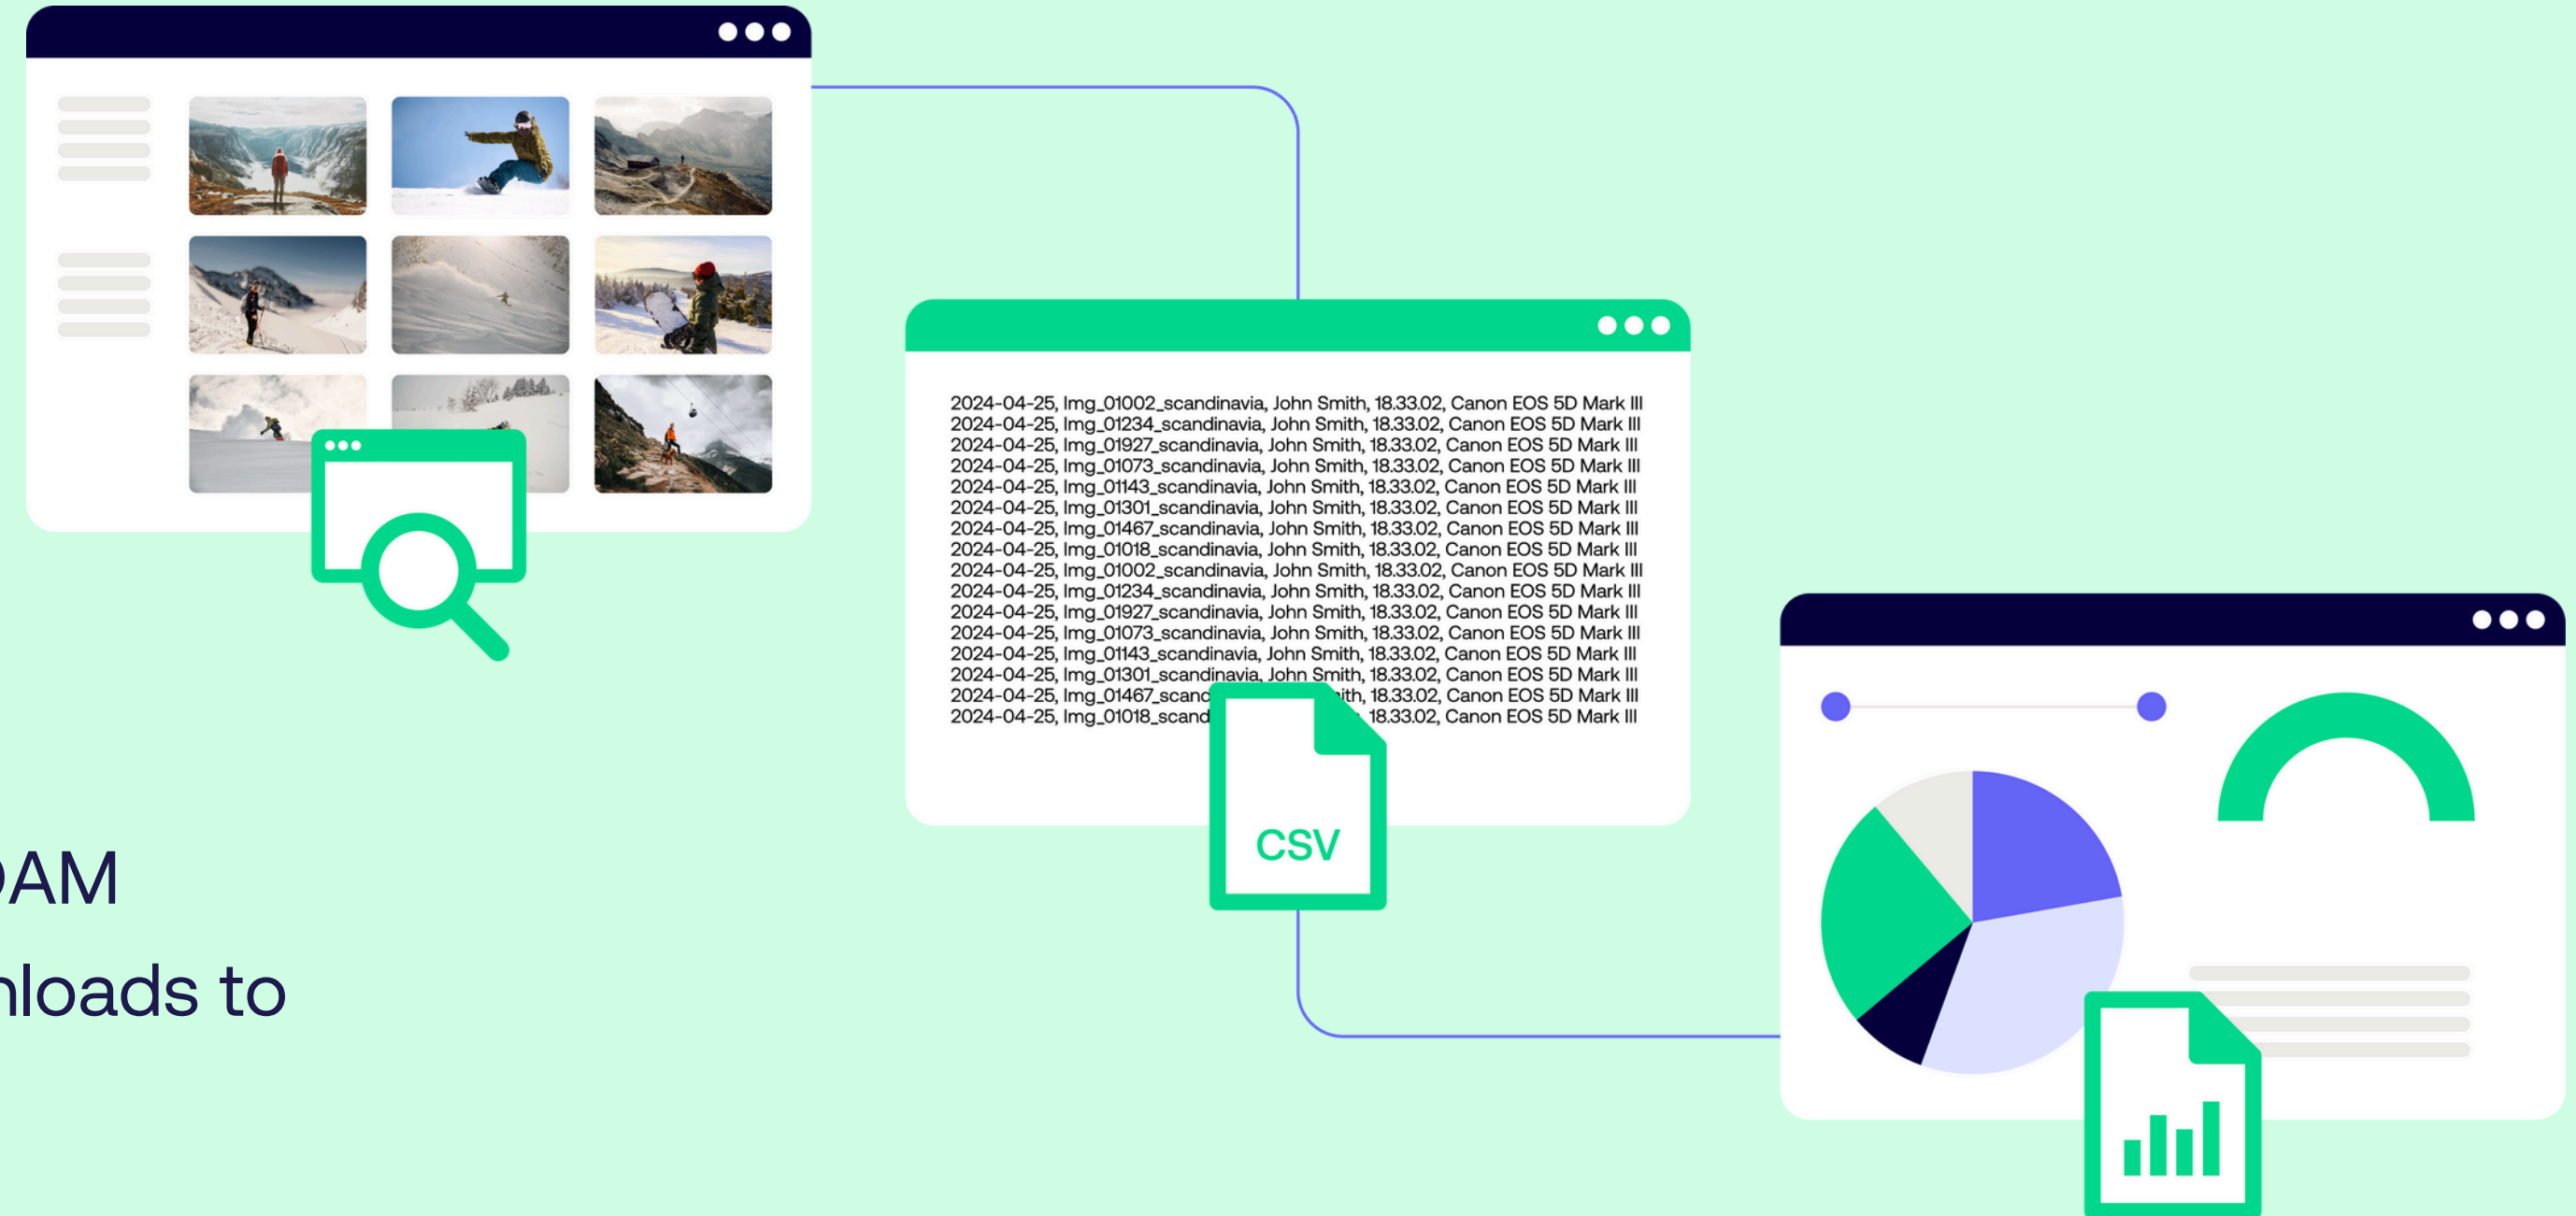 2024-04-25, Img_01002_scandinavia, John Smith, 18.33.02, Canon EOS 5D Mark III
2024-04-25, Img_01234_scandinavia, John Smith, 18.33.02, Canon EOS 5D Mark III
2024-04-25, Img_01927_scandinavia, John Smith, 18.33.02, Canon EOS 5D Mark III
2024-04-25, Img_01073_scandinavia, John Smith, 18.33.02, Canon EOS 5D Mark III
2024-04-25, Img_01143_scandinavia, John Smith, 18.33.02, Canon EOS 5D Mark III
2024-04-25, Img_01301_scandinavia, John Smith, 18.33.02, Canon EOS 5D Mark III
2024-04-25, Img_01467_scandinavia, John Smith, 18.33.02, Canon EOS 5D Mark III
2024-04-25, Img_01018_scandinavia, John Smith, 18.33.02, Canon EOS 5D Mark III
2024-04-25, Img_01002_scandinavia, John Smith, 18.33.02, Canon EOS 5D Mark III
2024-04-25, Img_01234_scandinavia, John Smith, 18.33.02, Canon EOS 5D Mark III
2024-04-25, Img_01927_scandinavia, John Smith, 18.33.02, Canon EOS 5D Mark III
2024-04-25, Img_01073_scandinavia, John Smith, 18.33.02, Canon EOS 5D Mark III
2024-04-25, Img_01143_scandinavia, John Smith, 18.33.02, Canon EOS 5D Mark III
2024-04-25, Img_01301_scandinavia, John Smith, 18.33.02, Canon EOS 5D Mark III
2024-04-25, Img_01467_scand ith, 18.33.02, Canon EOS 5D Mark III
2024-04-25, Img_01018_scand 18.33.02, Canon EOS 5D Mark III
CSV
AM
nloads to